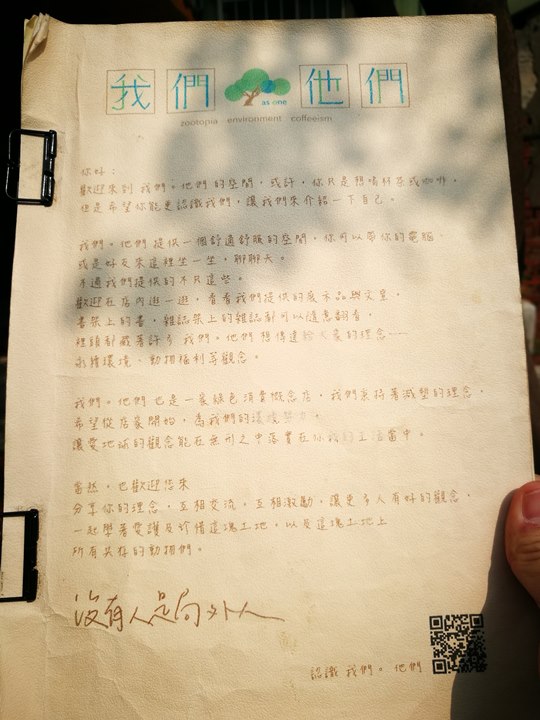 我們 as one 他們
zootopia environment coffeeism
你好：
歡迎來到 我們。他們 的空間，或許，你只是想喝杯茶或咖啡，
但是希望你能更認識我們，讓我們來介紹一下自己。
我們。他們 提供一個舒適舒服的空間，你可以帶你的電腦、
或是好友來這裡坐一坐，聊聊天。
不過我們提供的不只這些。
歡迎在店內逛一逛，看看我們提供的展示品與文宣，
書架上的書，雜誌架上的雜誌都可以隨意翻看，
裡頭都藏著許多 我們。他們 想傳達給大家的理念——
永續環境、動物福利等觀念。
我們。他們 也是一家綠色消費概念店，我們秉持著減塑的理念，
希望從店家開始，為我們的環境努力，
讓愛地球的觀念能在無形之中落實在你我的生活當中。
當然，也歡迎您來
分享你的理念，互相交流，互相激勵，讓更多人有好的觀念，
一起學著愛護及珍惜這塊土地，以及這塊土地上
所有共存的動物們。
沒有人是局外人
認識 我們。他們